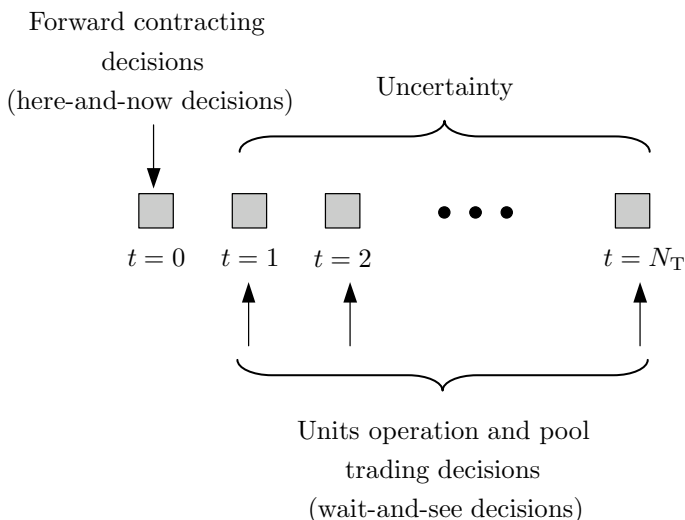 Forward contracting
decisions
(here-and-now decisions)
Uncertainty
t = 0
t = 1
t = 2
t = N_T
Units operation and pool
trading decisions
(wait-and-see decisions)